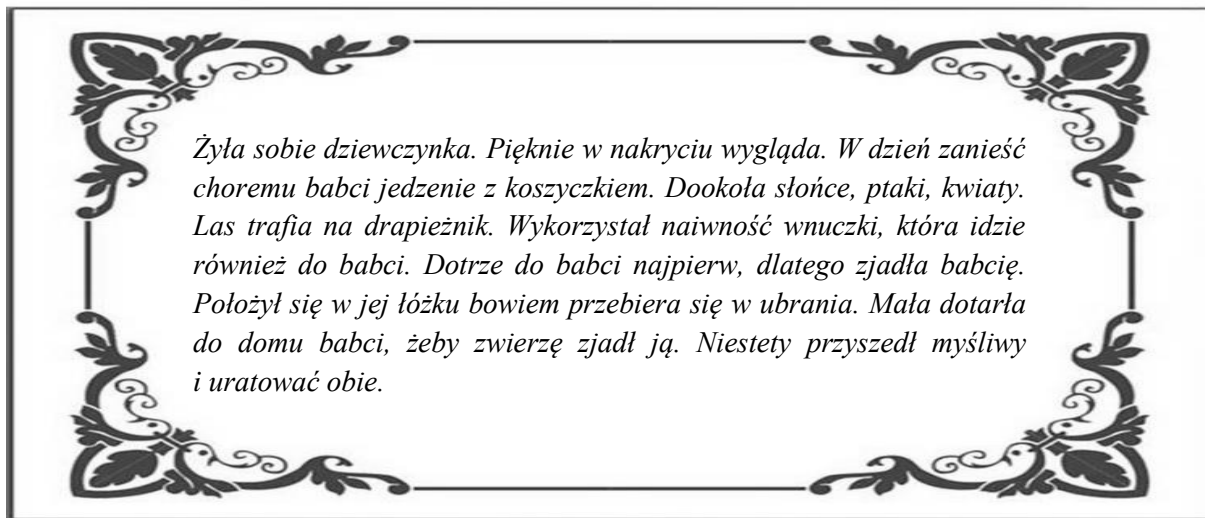 Żyła sobie dziewczynka. Pięknie w nakryciu wygląda. W dzień zanieść
choremu babci jedzenie z koszyczkiem. Dookoła słońce, ptaki, kwiaty.
Las trafia na drapieżnik. Wykorzystał naiwność wnuczki, która idzie
również do babci. Dotrze do babci najpierw, dlatego zjadła babcię.
Położył się w jej łóżku bowiem przebiera się w ubrania. Mała dotarła
do domu babci, żeby zwierzę zjadł ją. Niestety przyszedł myśliwy
i uratować obie.